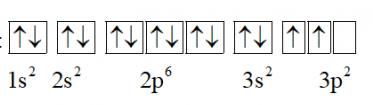 1s² 2s² 2p⁶ 3s² 3p²